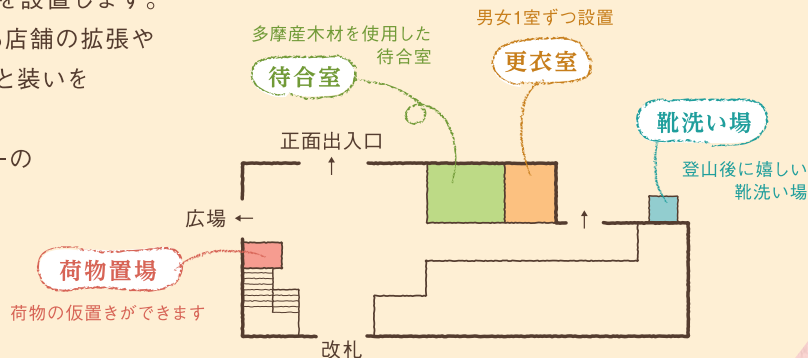 を設置します。
店舗の拡張や
と装いを
ーの
男女1室ずつ設置
更衣室
多摩産木材を使用した
待合室
待合室
靴洗い場
登山後に嬉しい
靴洗い場
正面出入口
広場
荷物置場
荷物の仮置きができます
改札